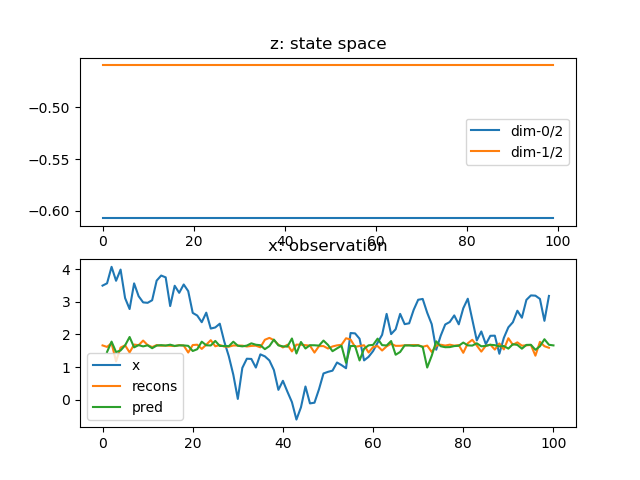 z: state space
−0.50
−0.55
−0.60
dim-0/2
dim-1/2
0 20 40 60 80 100
x: observation
4
3
2
1
0
x
recons
pred
0 20 40 60 80 100